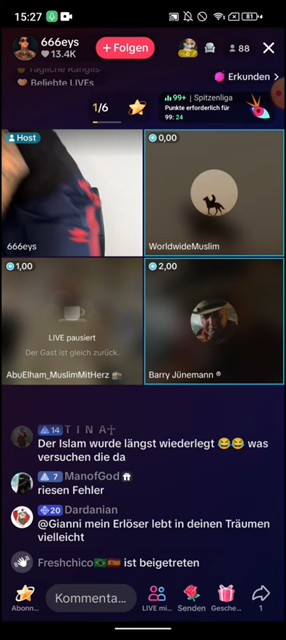 15:27
81%
666eys
13.4K
+ Folgen
88
Tägliche Ranglis
Beliebte LIVEs
Erkunden >
1/6
99+ | Spitzenliga
Punkte erforderlich für
99: 24
Host
0,00
666eys
WorldwideMuslim
1,00
2,00
LIVE pausiert
Der Gast ist gleich zurück.
AbuElham_MuslimMitHerz
Barry Jünemann ®
14 T I N A ☥
Der Islam wurde längst wiederlegt 😂😂 was
versuchen die da
7 ManofGod
riesen Fehler
20 Dardanian
@Gianni mein Erlöser lebt in deinen Träumen
vielleicht
Freshchico🇧🇷🇪🇸 ist beigetreten
Kommenta...
Abonn...
LIVE mi...
Senden
Gesche...
1